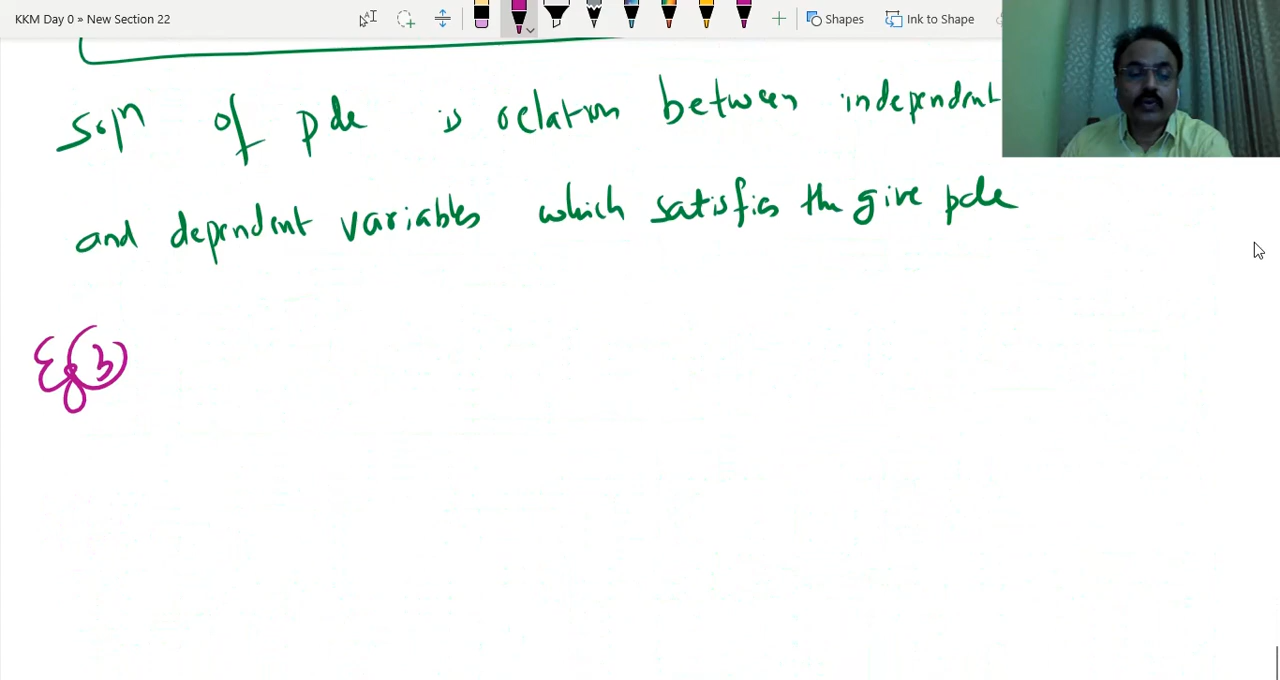 KKM Day 0 » New Section 22
Shapes
Ink to Shape
Soln of pde is relation between independent
and dependent variables which satisfies the give pde
Eg(3)